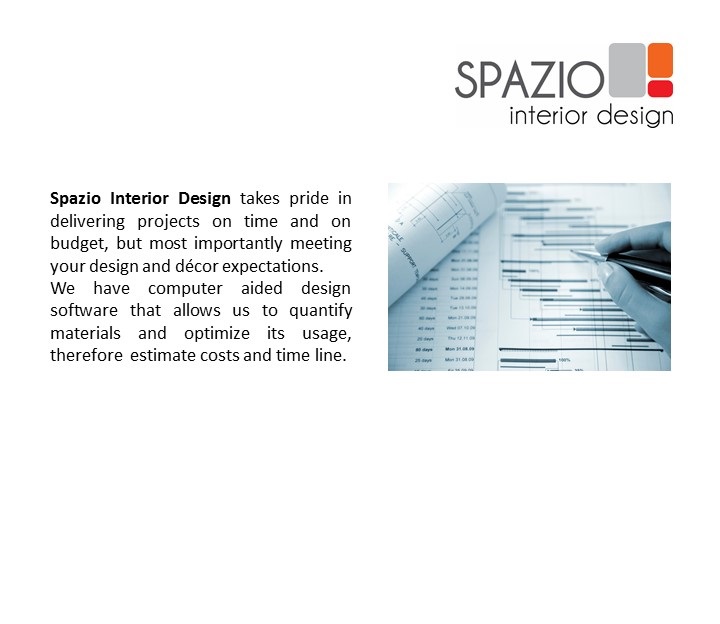 SPAZIO
interior design
Spazio Interior Design takes pride in
delivering projects on time and on
budget, but most importantly meeting
your design and décor expectations.
We have computer aided design
software that allows us to quantify
materials and optimize its usage,
therefore estimate costs and time line.
100%